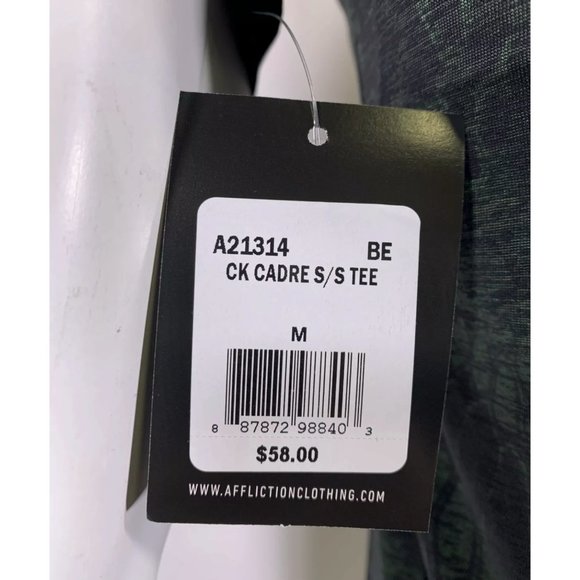 A21314 BE
CK CADRE S/S TEE
M
8 87872 98840 3
$58.00
WWW.AFFLICTIONCLOTHING.COM